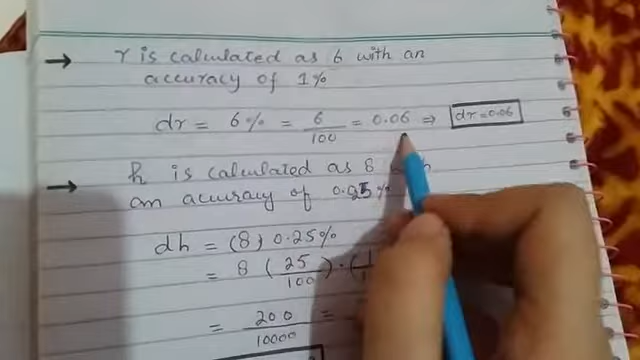 → r is calculated as 6 with an
accuracy of 1%
dr = 6% = 6/100 = 0.06 ⇒ dr=0.06
→ h is calculated as 8
an accuracy of 0.25%
dh = (8) 0.25%
= 8 (25/100) · (1
= 200/10000 =